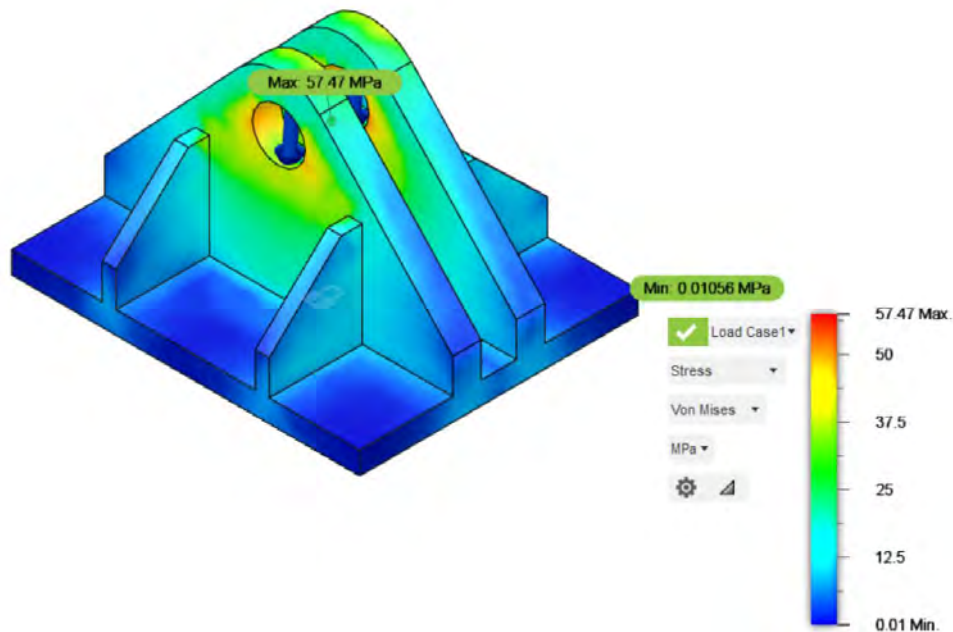 Max: 57.47 MPa
Min: 0.01056 MPa
Load Case1
Stress
Von Mises
MPa
57.47 Max.
50
37.5
25
12.5
0.01 Min.